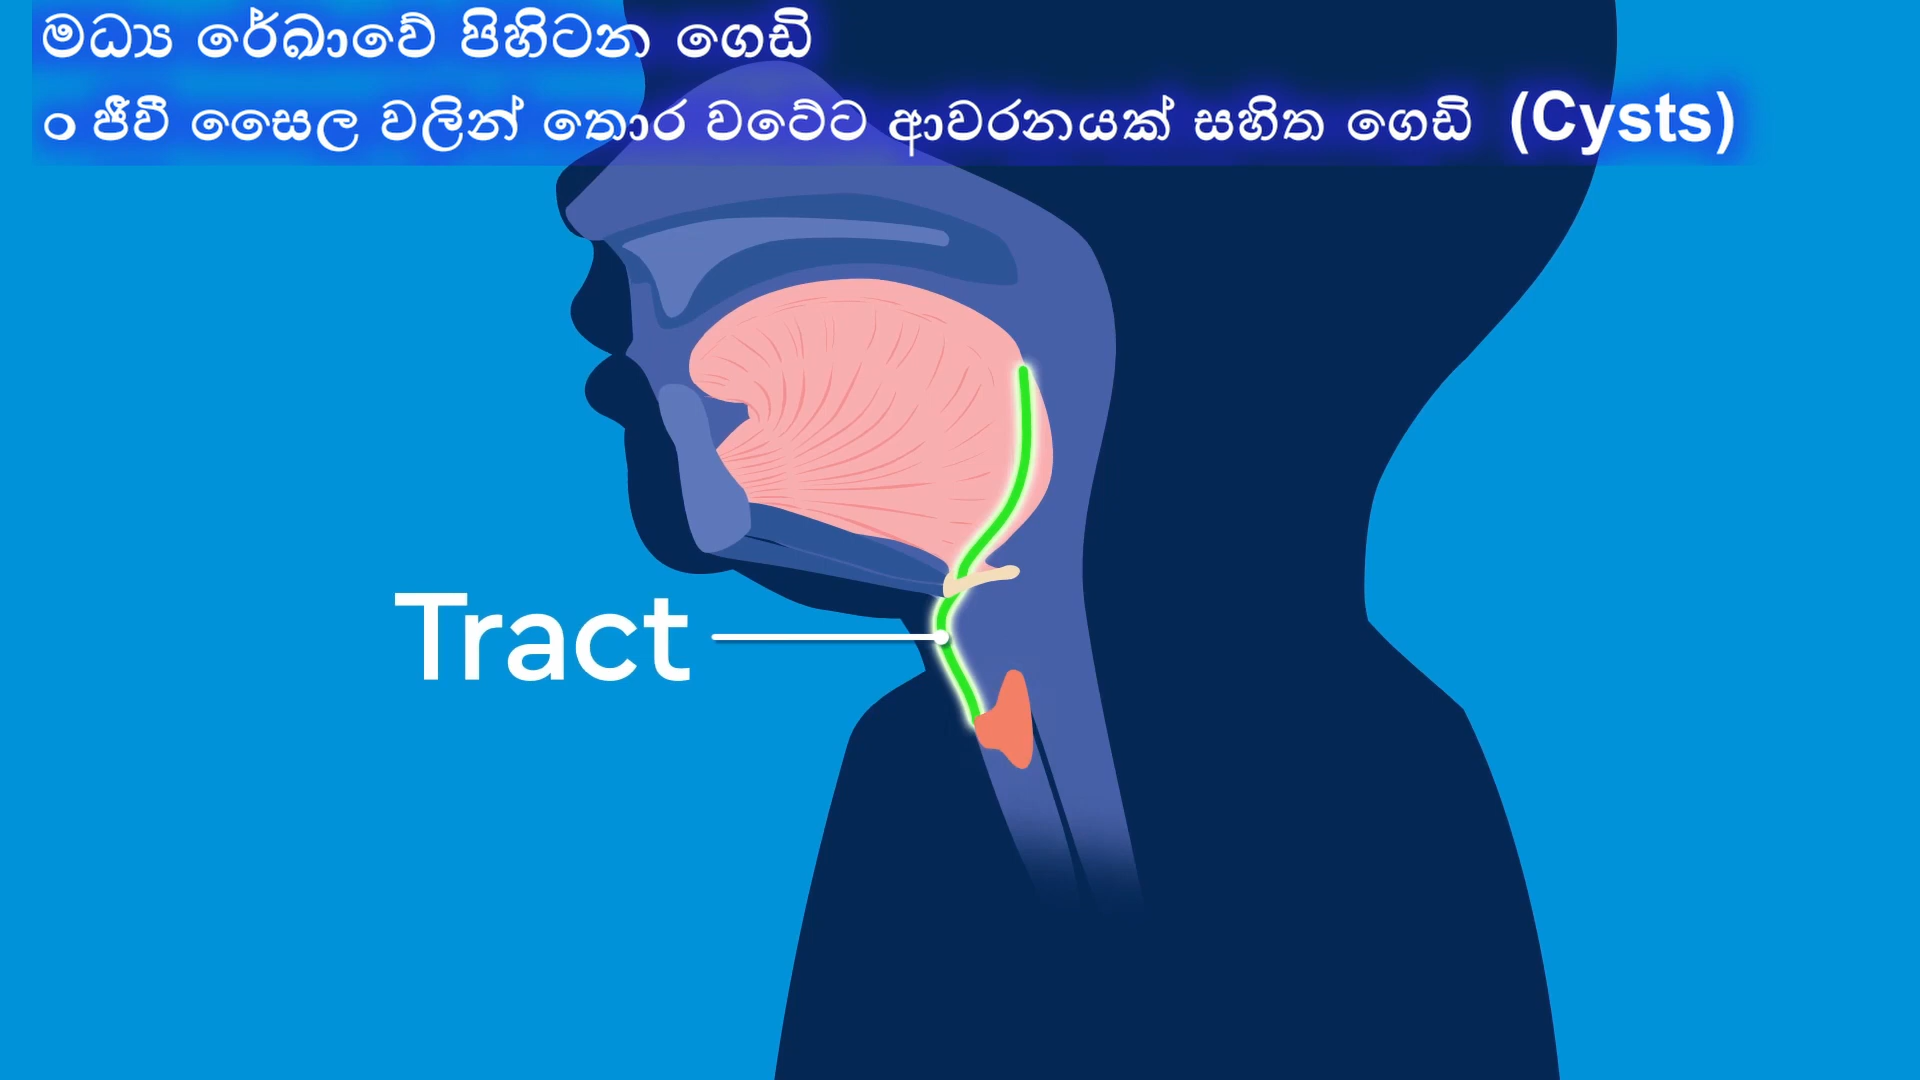 මධ්‍ය රේඛාවේ පිහිටන ගෙඩි
o ජීවී සෛල වලින් තොර වටේට ආවරනයක් සහිත ගෙඩි (Cysts)
Tract